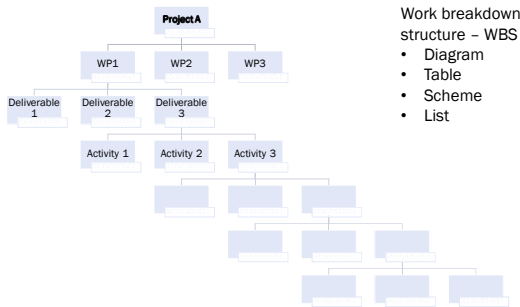 Project A
WP1
WP2
WP3
Deliverable
1
Deliverable
2
Deliverable
3
Activity 1
Activity 2
Activity 3
Work breakdown
structure – WBS
• Diagram
• Table
• Scheme
• List